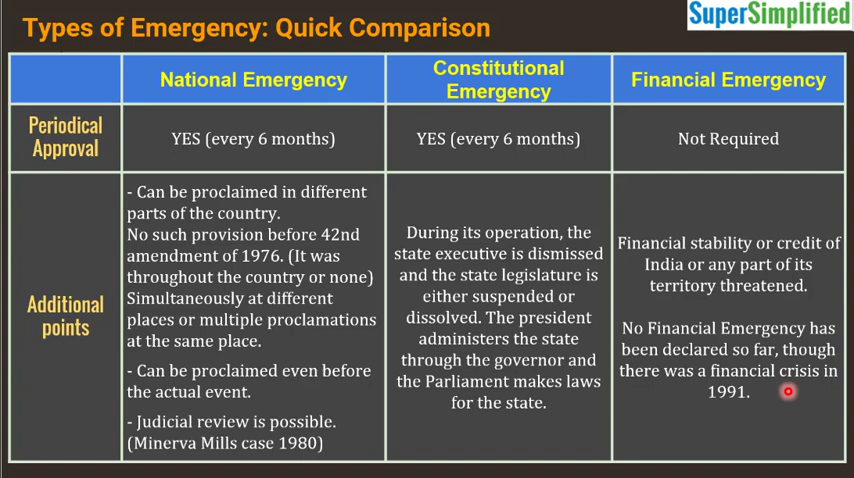 SuperSimplified
Types of Emergency: Quick Comparison
National Emergency
Constitutional
Emergency
Financial Emergency
Periodical
Approval
YES (every 6 months)
YES (every 6 months)
Not Required
Additional
points
- Can be proclaimed in different
parts of the country.
No such provision before 42nd
amendment of 1976. (It was
throughout the country or none)
Simultaneously at different
places or multiple proclamations
at the same place.
- Can be proclaimed even before
the actual event.
- Judicial review is possible.
(Minerva Mills case 1980)
During its operation, the
state executive is dismissed
and the state legislature is
either suspended or
dissolved. The president
administers the state
through the governor and
the Parliament makes laws
for the state.
Financial stability or credit of
India or any part of its
territory threatened.
No Financial Emergency has
been declared so far, though
there was a financial crisis in
1991.